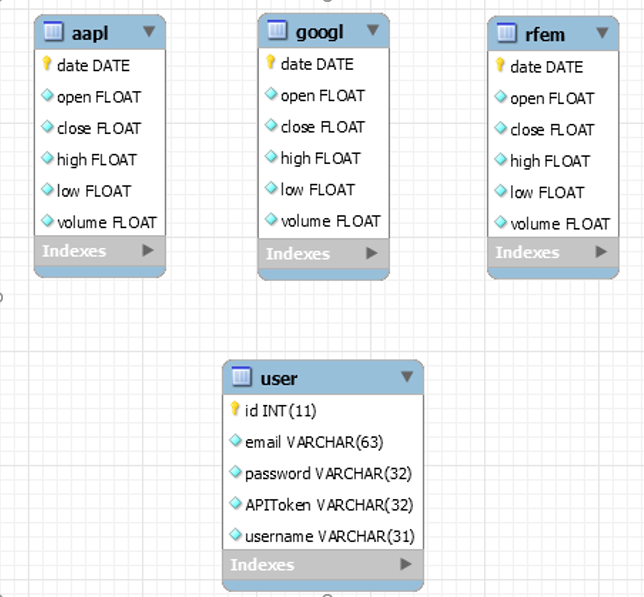 aapl
date DATE
open FLOAT
close FLOAT
high FLOAT
low FLOAT
volume FLOAT
Indexes
googl
date DATE
open FLOAT
close FLOAT
high FLOAT
low FLOAT
volume FLOAT
Indexes
rfem
date DATE
open FLOAT
close FLOAT
high FLOAT
low FLOAT
volume FLOAT
Indexes
user
id INT(11)
email VARCHAR(63)
password VARCHAR(32)
APIToken VARCHAR(32)
username VARCHAR(31)
Indexes